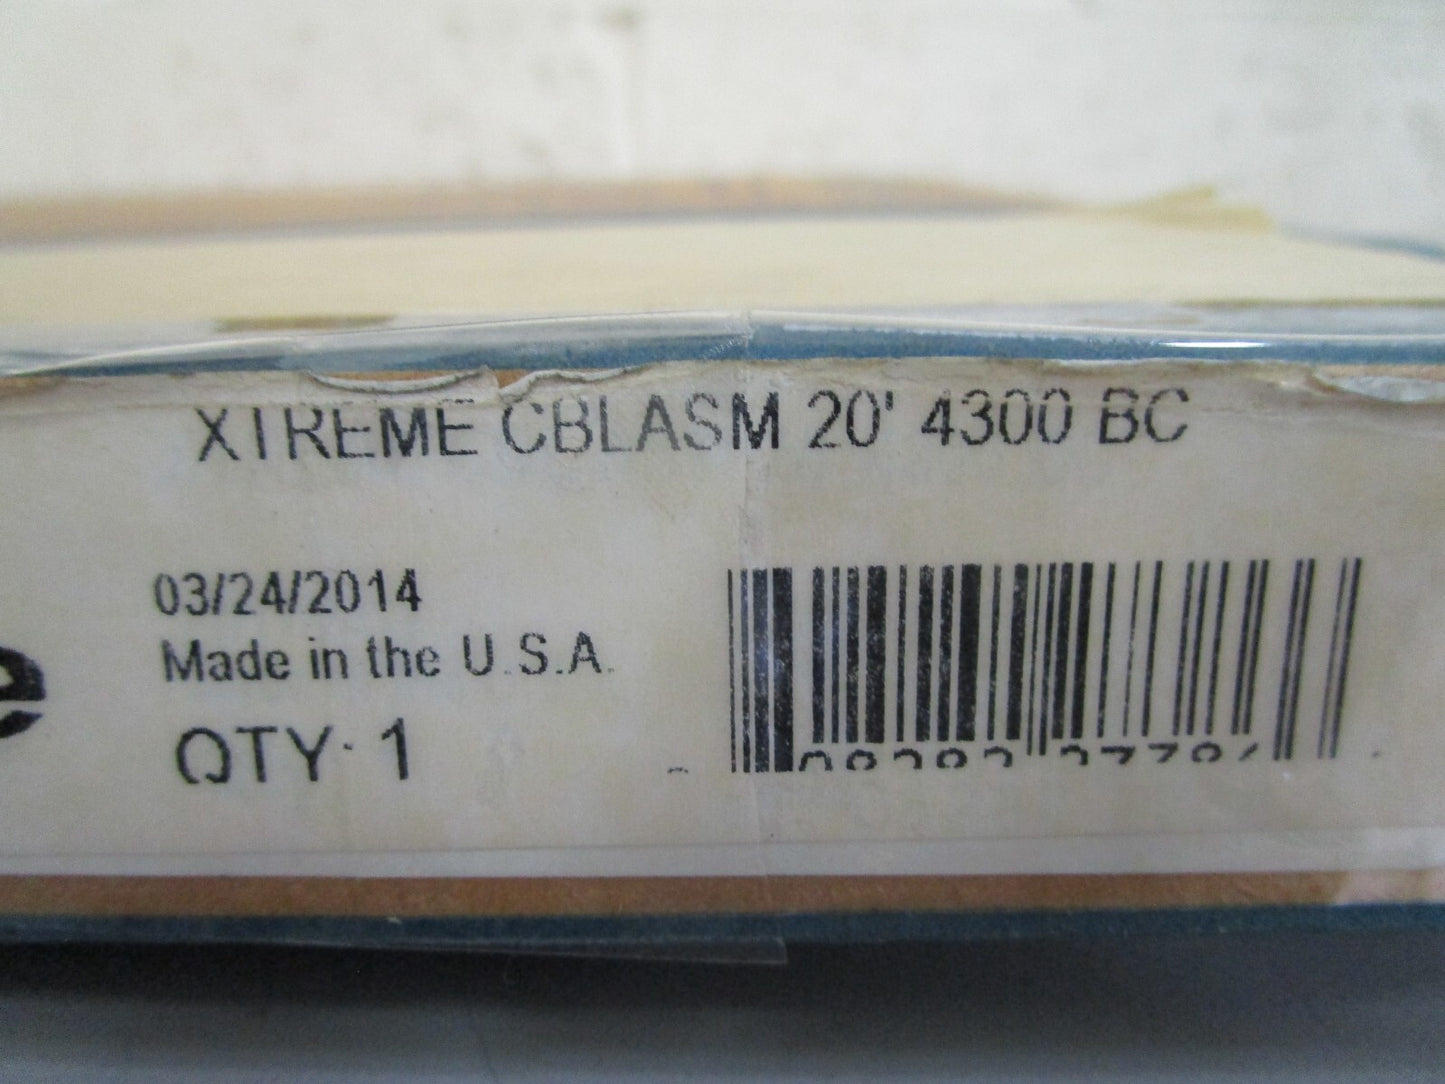 XTREME CBLASM 20' 4300 BC
03/24/2014
Made in the U.S.A.
QTY: 1